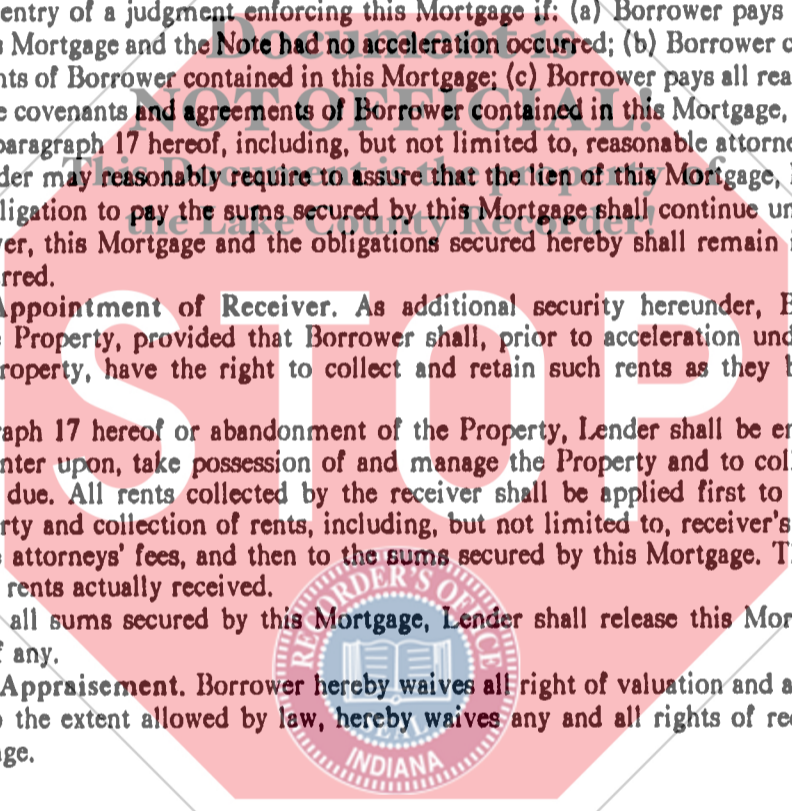 entry of a judgment enforcing this Mortgage if: (a) Borrower pays
Mortgage and the Note had no acceleration occurred; (b) Borrower c
nts of Borrower contained in this Mortgage; (c) Borrower pays all rea
e covenants and agreements of Borrower contained in this Mortgage,
paragraph 17 hereof, including, but not limited to, reasonable attorne
der may reasonably require to assure that the lien of this Mortgage,
ligation to pay the sums secured by this Mortgage shall continue un
ver, this Mortgage and the obligations secured hereby shall remain i
rred.
Appointment of Receiver. As additional security hereunder, B
Property, provided that Borrower shall, prior to acceleration und
roperty, have the right to collect and retain such rents as they b
raph 17 hereof or abandonment of the Property, Lender shall be en
nter upon, take possession of and manage the Property and to col
due. All rents collected by the receiver shall be applied first to
rty and collection of rents, including, but not limited to, receiver's
attorneys' fees, and then to the sums secured by this Mortgage. T
rents actually received.
all sums secured by this Mortgage, Lender shall release this Mor
any.
Appraisement. Borrower hereby waives all right of valuation and a
the extent allowed by law, hereby waives any and all rights of re
ge.
Document is
NOT OFFICIAL!
This Document is the property of
the Lake County Recorder!
STOP
RECORDER'S OFFICE
SEAL
INDIANA